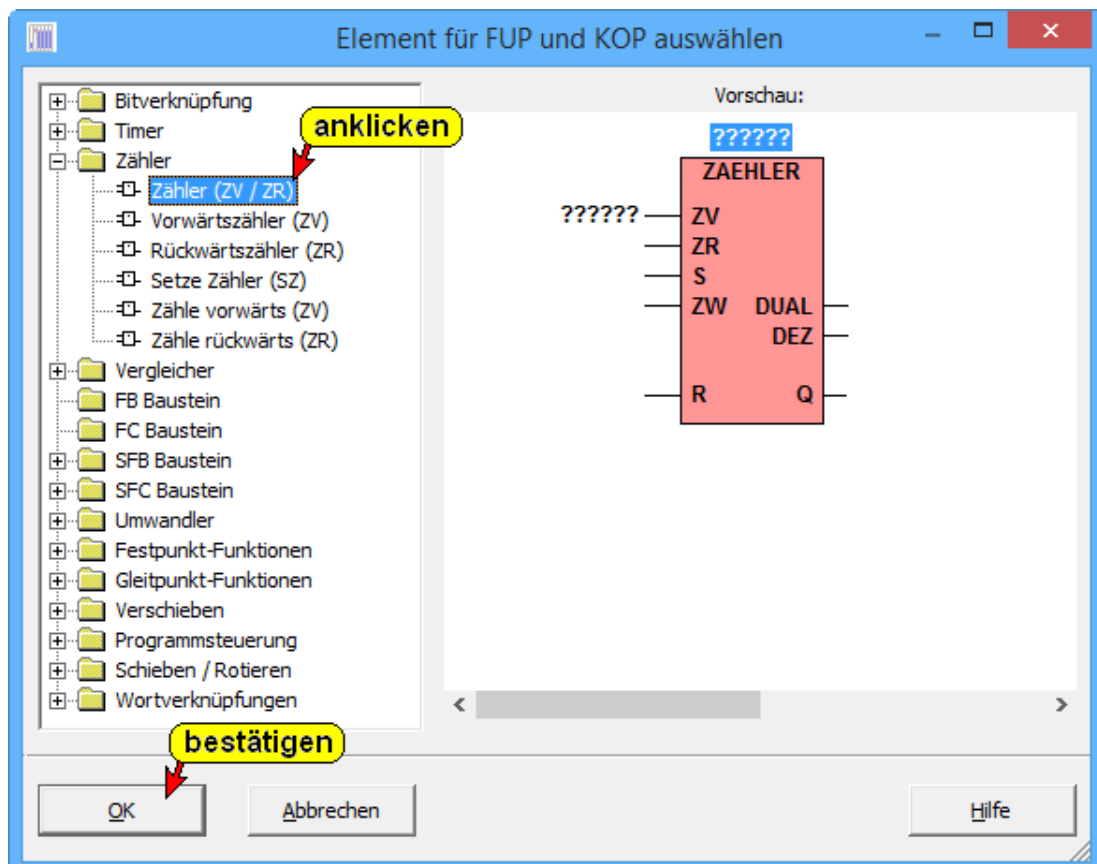 Element für FUP und KOP auswählen
Bitverknüpfung
Timer
anklicken
Zähler
Zähler (ZV / ZR)
Vorwärtszähler (ZV)
Rückwärtszähler (ZR)
Setze Zähler (SZ)
Zähle vorwärts (ZV)
Zähle rückwärts (ZR)
Vergleicher
FB Baustein
FC Baustein
SFB Baustein
SFC Baustein
Umwandler
Festpunkt-Funktionen
Gleitpunkt-Funktionen
Verschieben
Programmsteuerung
Schieben / Rotieren
Wortverknüpfungen
Vorschau:
??????
ZAEHLER
?????? ZV
ZR
S
ZW DUAL
DEZ
R Q
bestätigen
OK
Abbrechen
Hilfe